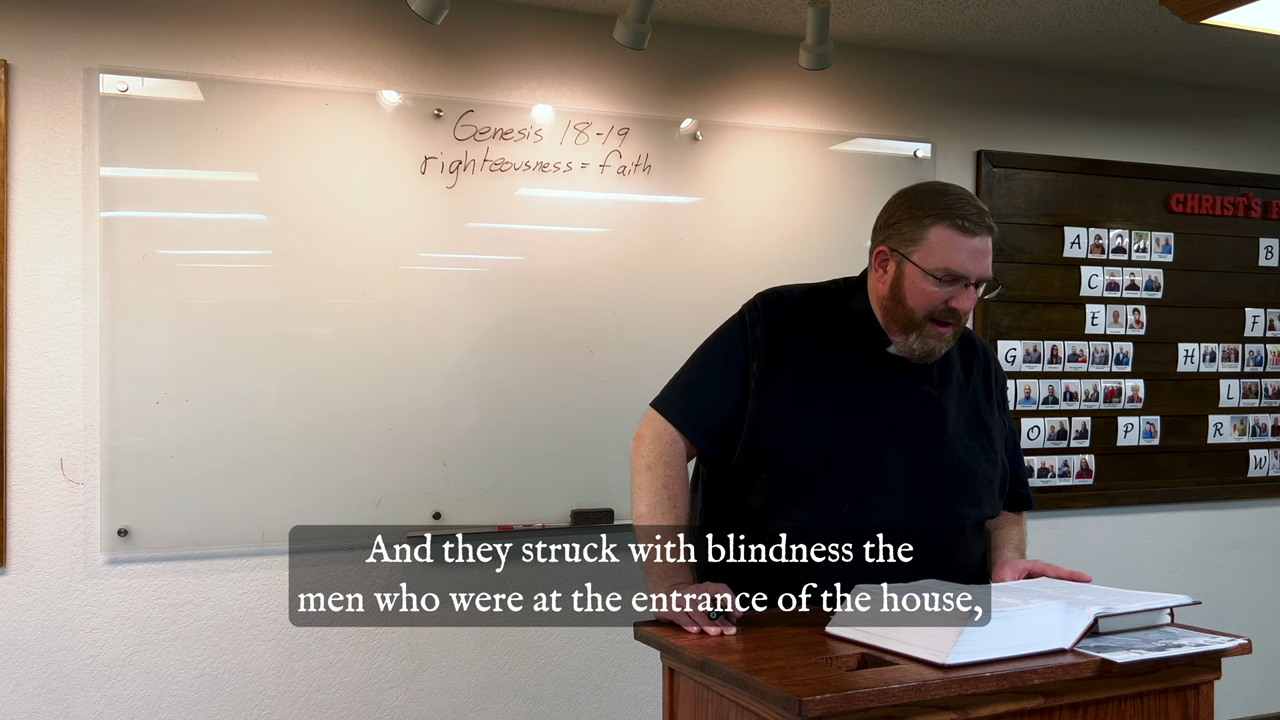 Genesis 18-19
righteousness = faith
CHRIST'S
A
B
C
E
F
G
H
L
O
P
R
W
And they struck with blindness the
men who were at the entrance of the house,